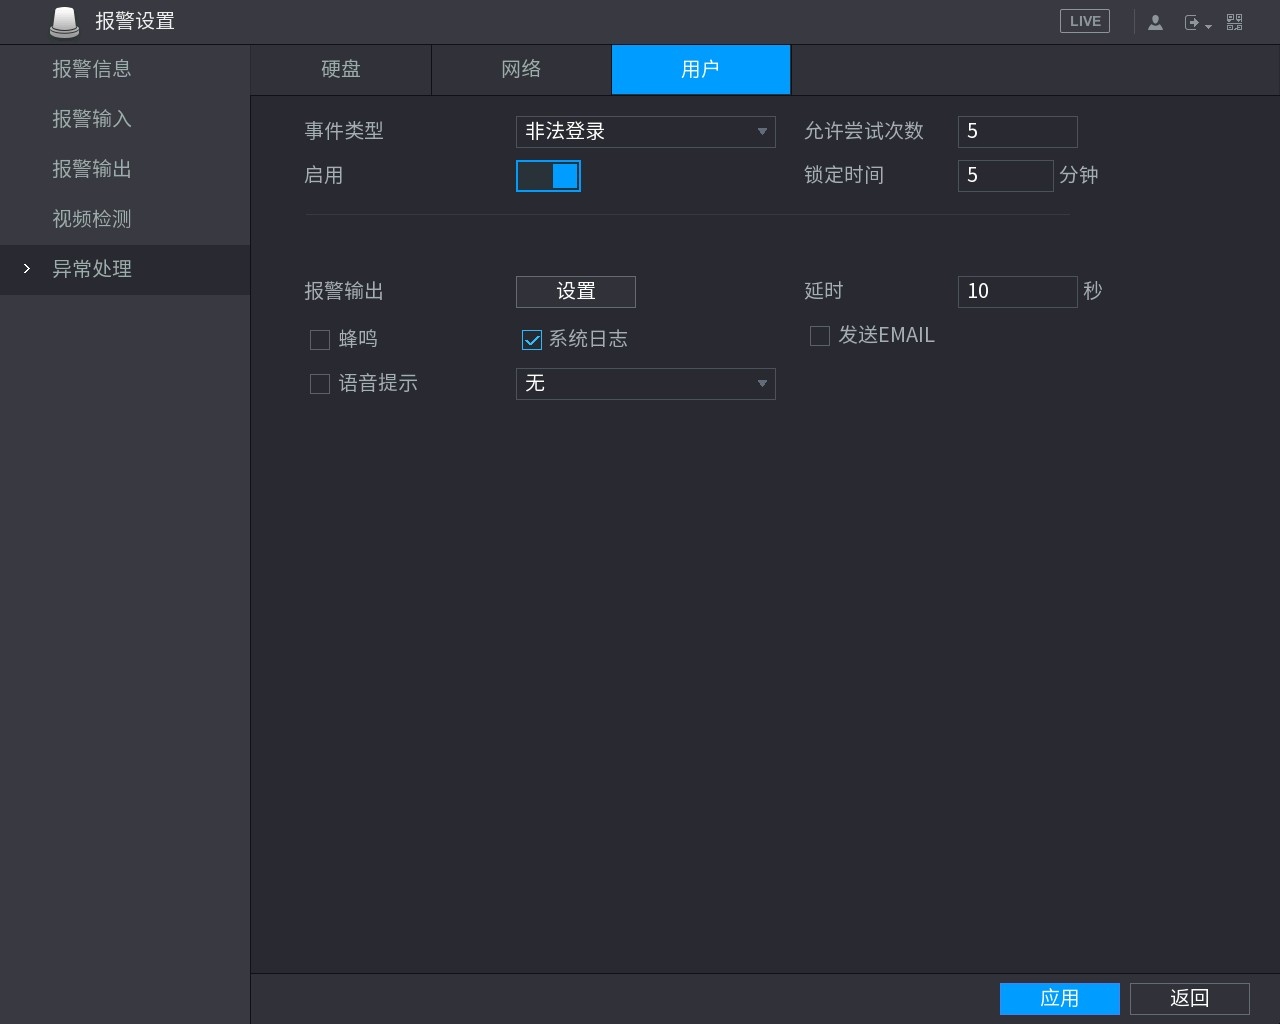 报警设置
LIVE
报警信息
报警输入
报警输出
视频检测
异常处理
硬盘 网络 用户
事件类型 非法登录 允许尝试次数 5
启用 锁定时间 5 分钟
报警输出 设置 延时 10 秒
蜂鸣 系统日志 发送EMAIL
语音提示 无
应用 返回